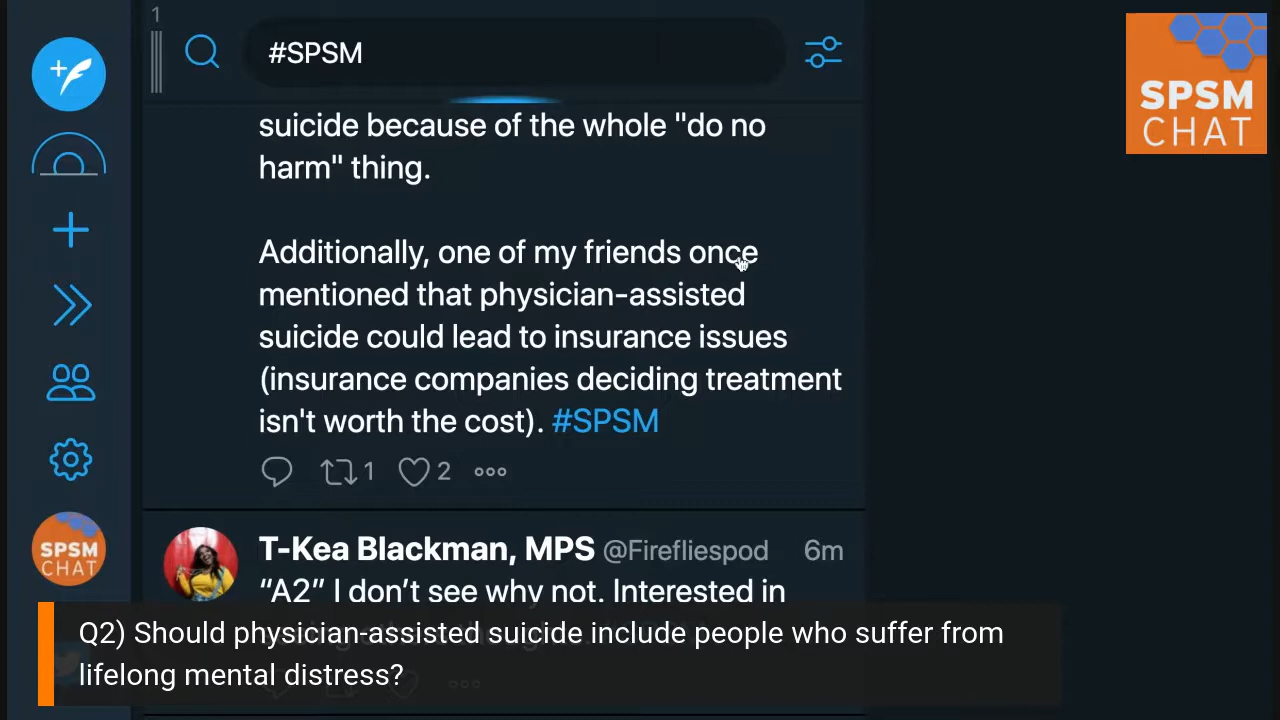 1
#SPSM
SPSM
CHAT
suicide because of the whole "do no
harm" thing.
Additionally, one of my friends once
mentioned that physician-assisted
suicide could lead to insurance issues
(insurance companies deciding treatment
isn't worth the cost). #SPSM
1 2
T-Kea Blackman, MPS @Firefliespod 6m
“A2” I don’t see why not. Interested in
SPSM
CHAT
Q2) Should physician-assisted suicide include people who suffer from
lifelong mental distress?